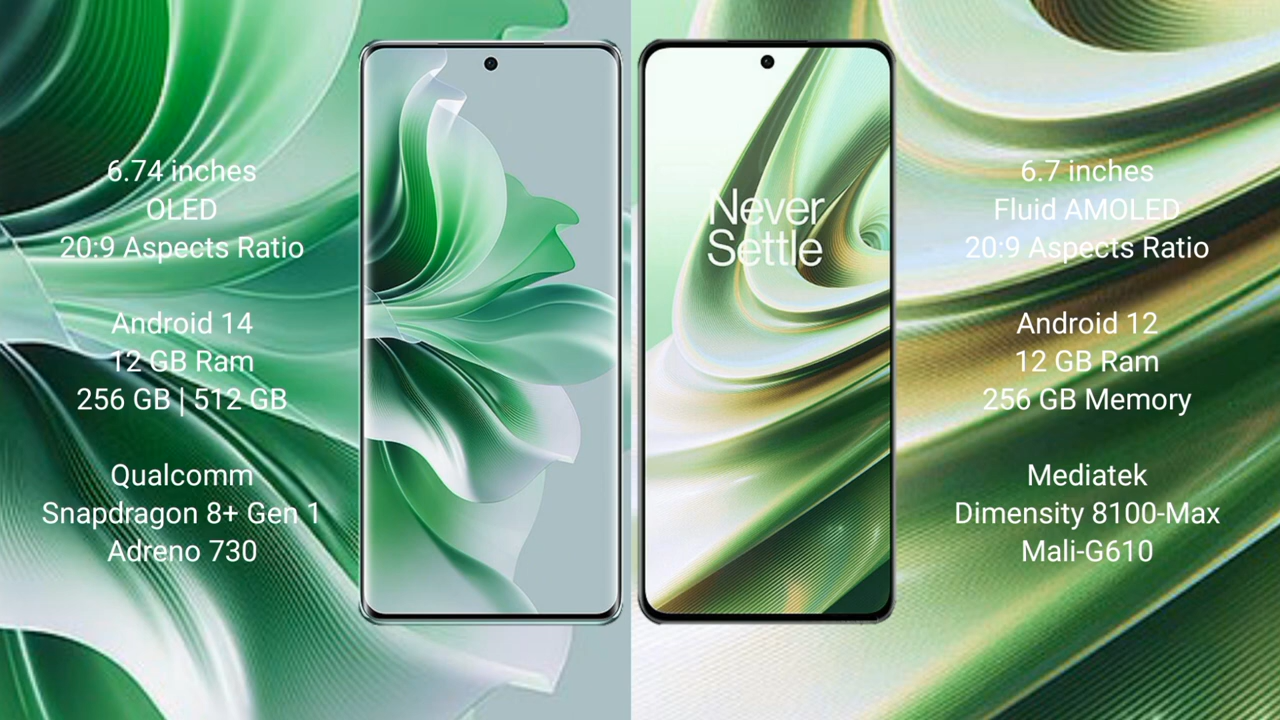 6.74 inches
OLED
20:9 Aspects Ratio
Android 14
12 GB Ram
256 GB | 512 GB
Qualcomm
Snapdragon 8+ Gen 1
Adreno 730
Never
Settle
6.7 inches
Fluid AMOLED
20:9 Aspects Ratio
Android 12
12 GB Ram
256 GB Memory
Mediatek
Dimensity 8100-Max
Mali-G610